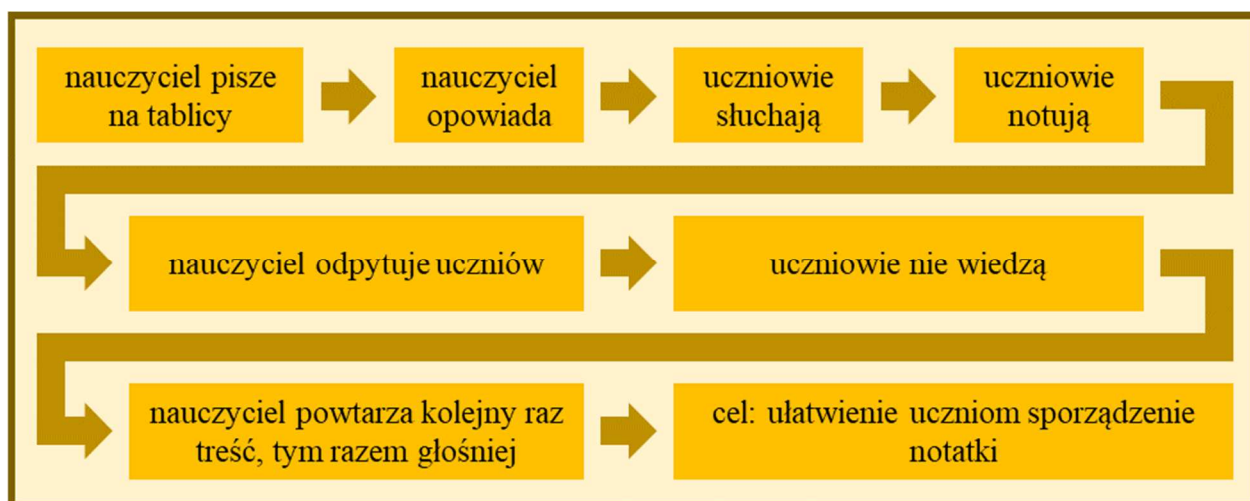 nauczyciel pisze
na tablicy
nauczyciel
opowiada
uczniowie
słuchają
uczniowie
notują
nauczyciel odpytuje uczniów
uczniowie nie wiedzą
nauczyciel powtarza kolejny raz
treść, tym razem głośniej
cel: ułatwienie uczniom sporządzenie
notatki